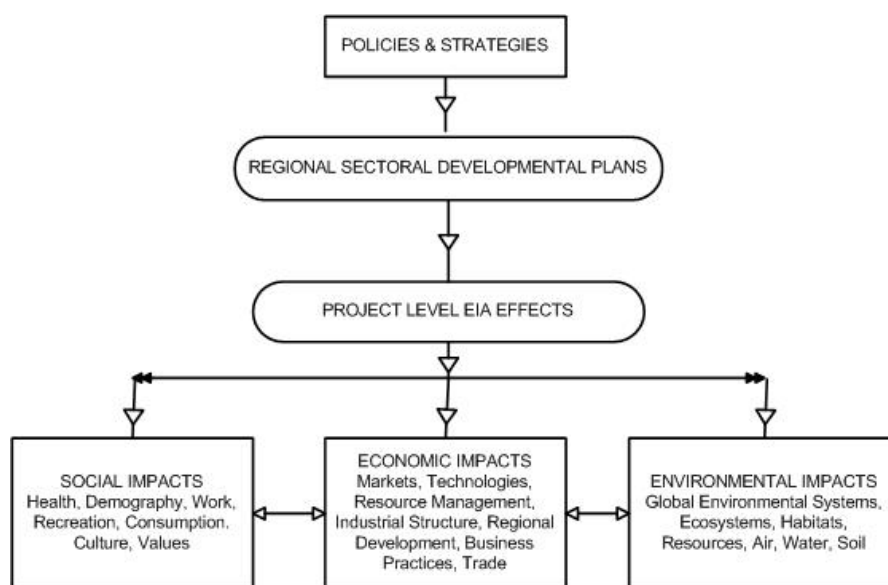 POLICIES & STRATEGIES
REGIONAL SECTORAL DEVELOPMENTAL PLANS
PROJECT LEVEL EIA EFFECTS
SOCIAL IMPACTS
Health, Demography, Work,
Recreation, Consumption.
Culture, Values
ECONOMIC IMPACTS
Markets, Technologies,
Resource Management,
Industrial Structure, Regional
Development, Business
Practices, Trade
ENVIRONMENTAL IMPACTS
Global Environmental Systems,
Ecosystems, Habitats,
Resources, Air, Water, Soil